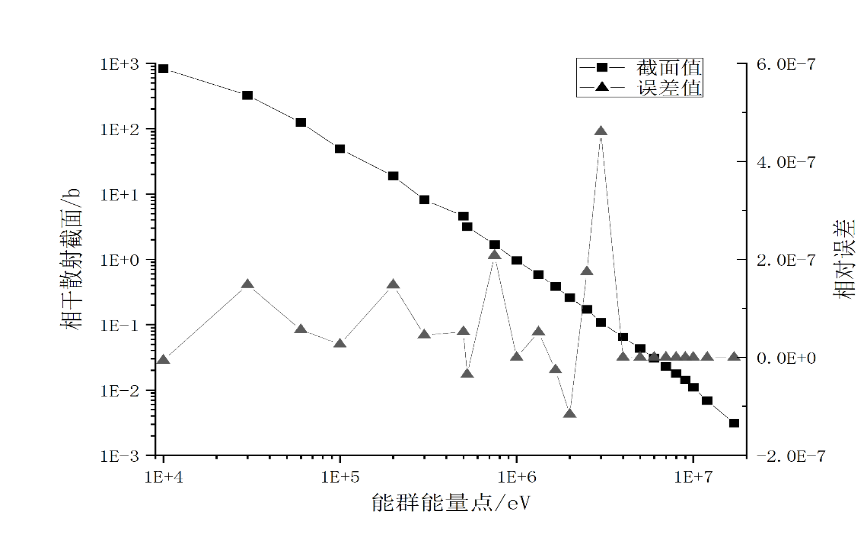 截面值
误差值
1E+3
1E+2
1E+1
1E+0
1E-1
1E-2
1E-3
相干散射截面/b
6.0E-7
4.0E-7
2.0E-7
0.0E+0
-2.0E-7
相对误差
1E+4
1E+5
1E+6
1E+7
能群能量点/eV